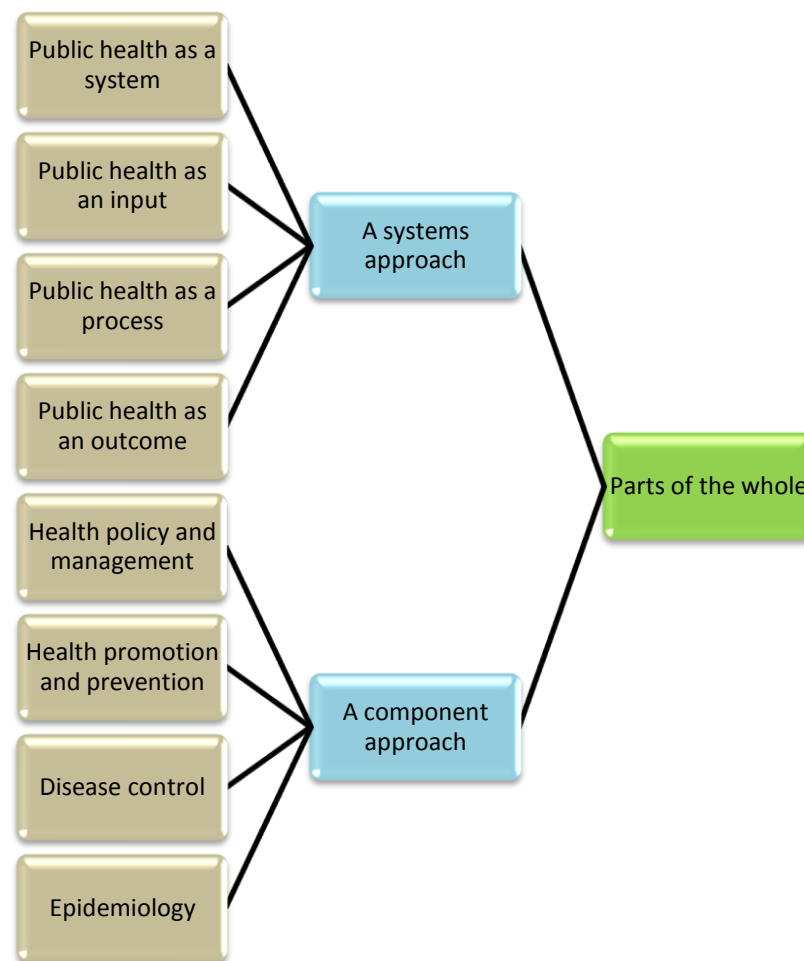 Public health as a
system
Public health as
an input
Public health as a
process
Public health as
an outcome
Health policy and
management
Health promotion
and prevention
Disease control
Epidemiology
A systems
approach
A component
approach
Parts of the whole